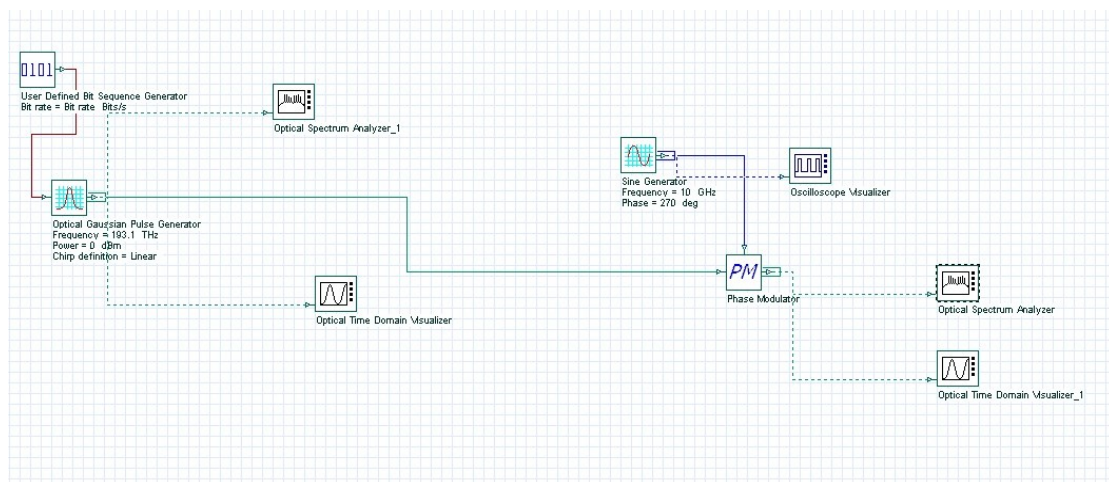 0101
User Defined Bit Sequence Generator
Bit rate = Bit rate Bits/s
Optical Spectrum Analyzer_1
Optical Gaussian Pulse Generator
Frequency = 193.1 THz
Power = 0 dBm
Chirp definition = Linear
Optical Time Domain Visualizer
Sine Generator
Frequency = 10 GHz
Phase = 270 deg
Oscilloscope Visualizer
PM
Phase Modulator
Optical Spectrum Analyzer
Optical Time Domain Visualizer_1